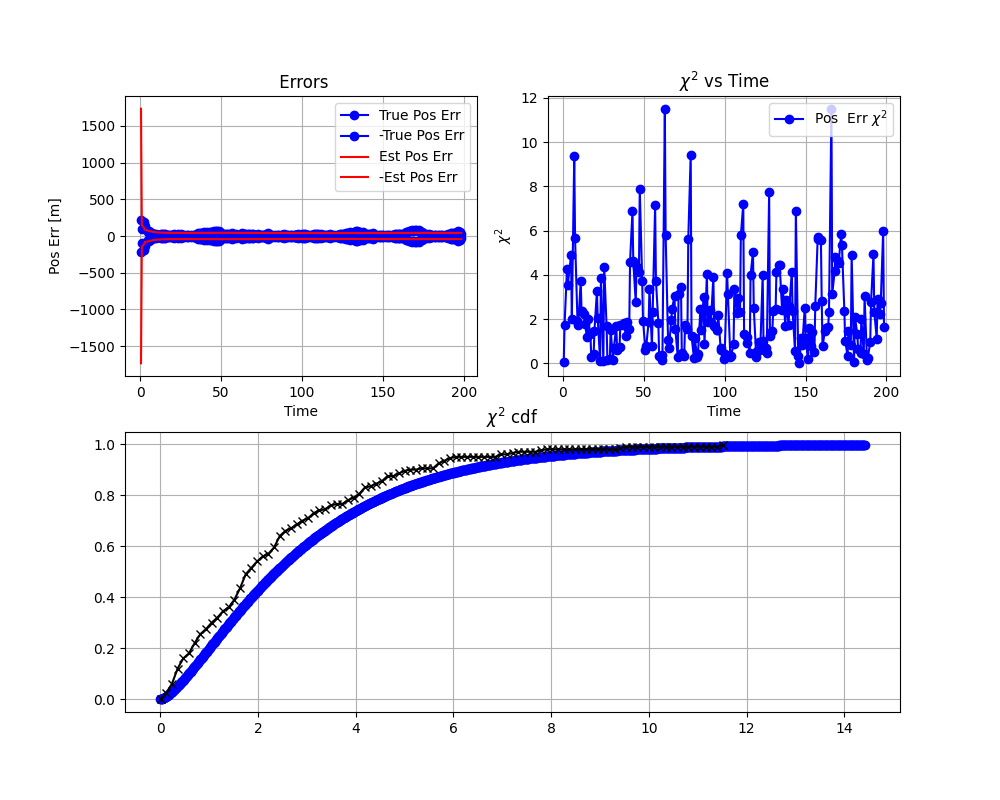 Errors
1500
1000
500
0
−500
−1000
−1500
Pos Err [m]
True Pos Err
-True Pos Err
Est Pos Err
-Est Pos Err
0 50 100 150 200
Time
χ² vs Time
12
10
8
6
4
2
0
χ²
Pos Err χ²
0 50 100 150 200
Time
χ² cdf
1.0
0.8
0.6
0.4
0.2
0.0
0 2 4 6 8 10 12 14